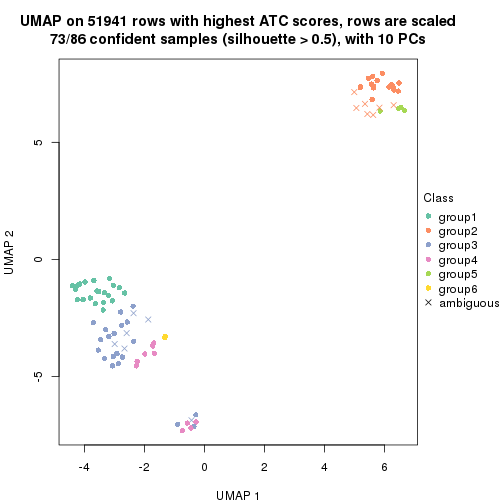 UMAP on 51941 rows with highest ATC scores, rows are scaled
73/86 confident samples (silhouette > 0.5), with 10 PCs
5
0
-5
UMAP 2
-4
-2
0
2
4
6
UMAP 1
Class
group1
group2
group3
group4
group5
group6
ambiguous